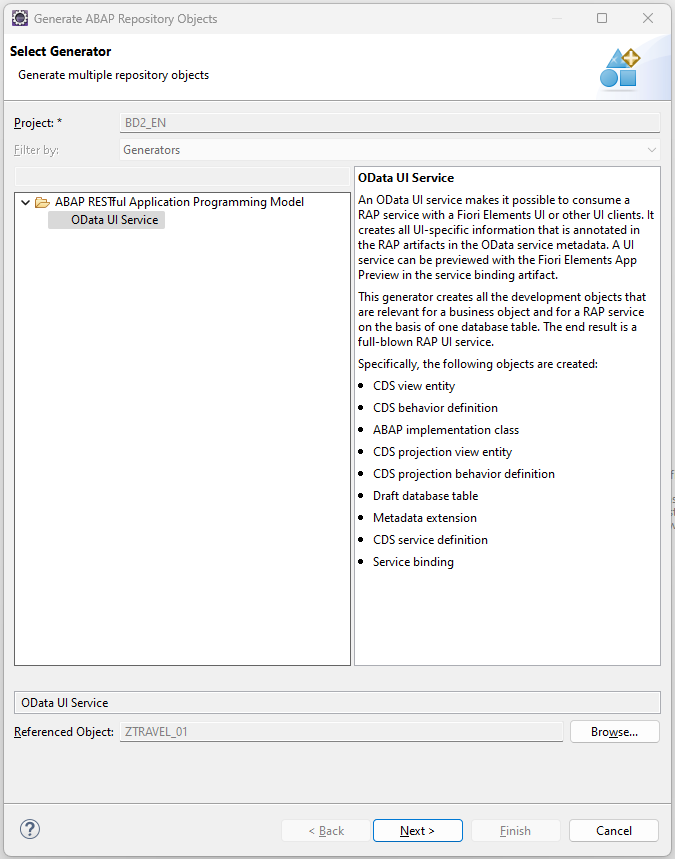 Generate ABAP Repository Objects
Select Generator
Generate multiple repository objects
Project: *
BD2_EN
Filter by:
Generators
ABAP RESTful Application Programming Model
OData UI Service
OData UI Service
An OData UI service makes it possible to consume a
RAP service with a Fiori Elements UI or other UI clients. It
creates all UI-specific information that is annotated in
the RAP artifacts in the OData service metadata. A UI
service can be previewed with the Fiori Elements App
Preview in the service binding artifact.
This generator creates all the development objects that
are relevant for a business object and for a RAP service
on the basis of one database table. The end result is a
full-blown RAP UI service.
Specifically, the following objects are created:
• CDS view entity
• CDS behavior definition
• ABAP implementation class
• CDS projection view entity
• CDS projection behavior definition
• Draft database table
• Metadata extension
• CDS service definition
• Service binding
OData UI Service
Referenced Object:
ZTRAVEL_01
Browse...
?
< Back
Next >
Finish
Cancel